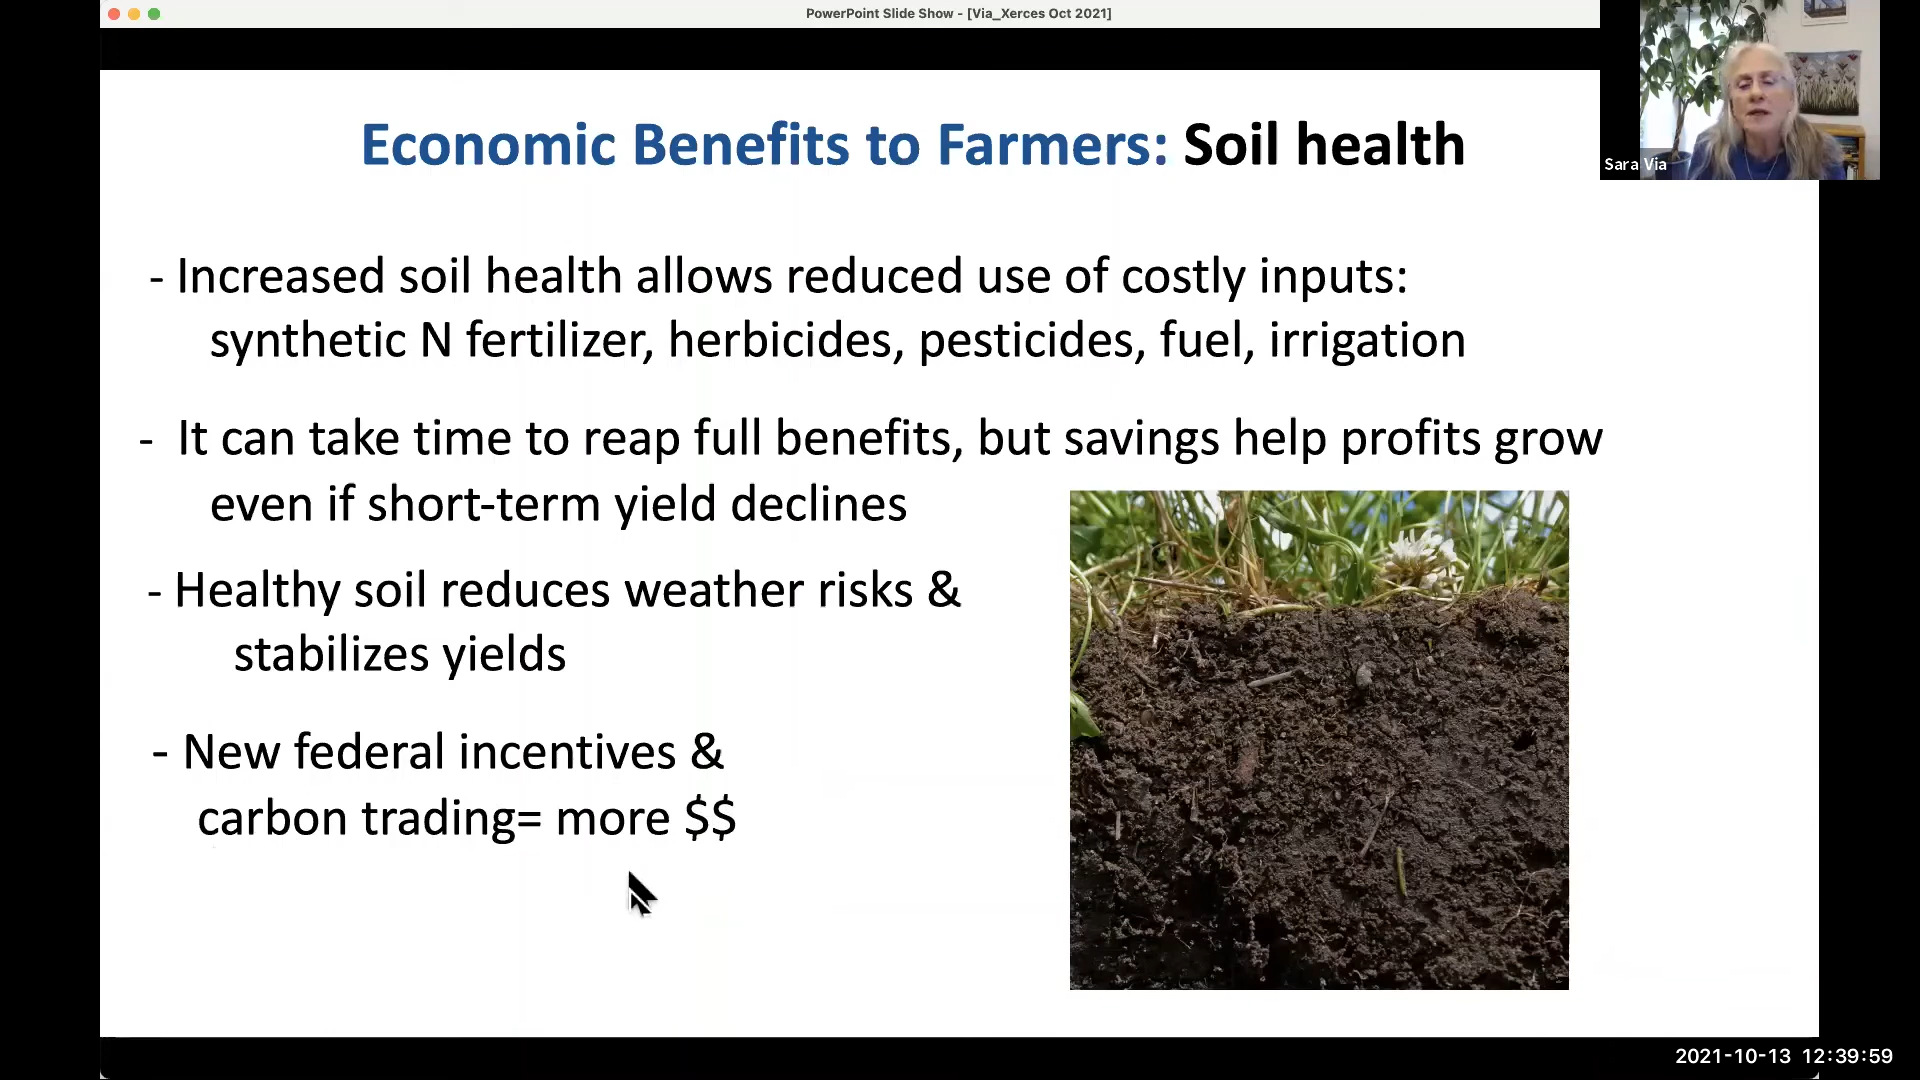 PowerPoint Slide Show - [Via_Xerces Oct 2021]
Sara Via
Economic Benefits to Farmers: Soil health
- Increased soil health allows reduced use of costly inputs:
synthetic N fertilizer, herbicides, pesticides, fuel, irrigation
- It can take time to reap full benefits, but savings help profits grow
even if short-term yield declines
- Healthy soil reduces weather risks &
stabilizes yields
- New federal incentives &
carbon trading= more $$
2021-10-13 12:39:59